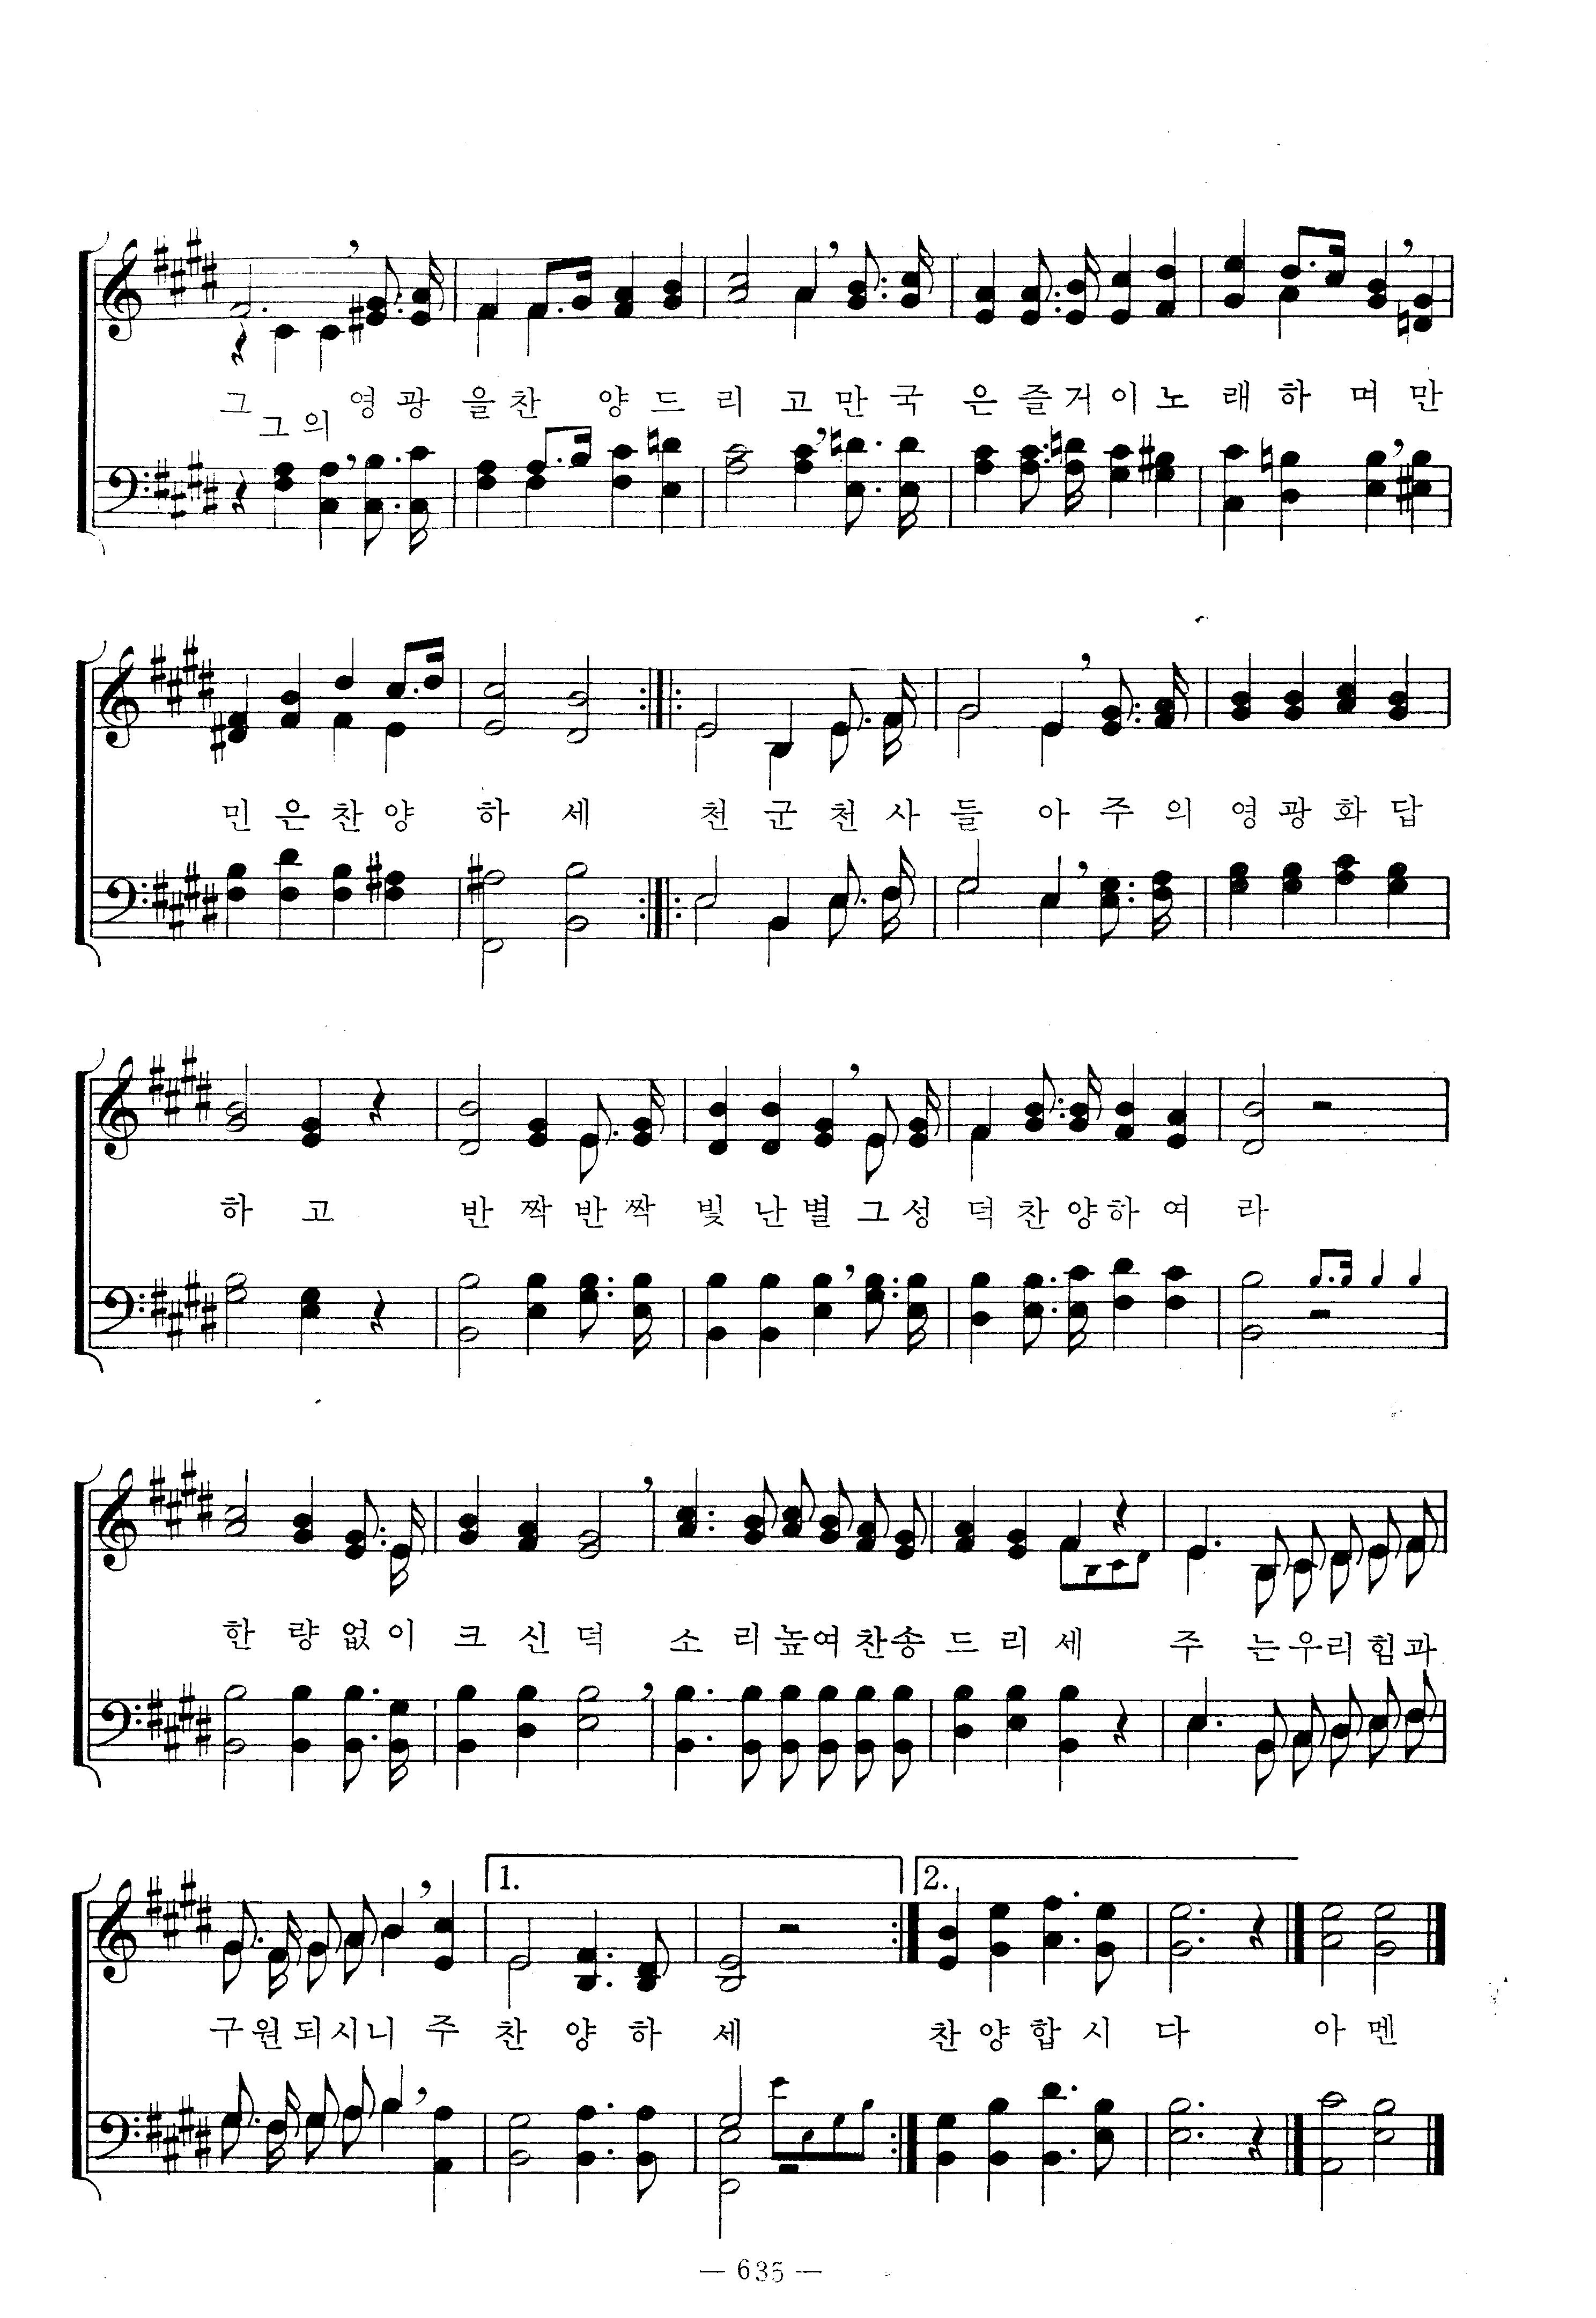 그 그의 영광을 찬양드리고 만국은 즐거이 노래하며 만
민은 찬양하세 천군천사들아 주의 영광 화답
하고 반짝반짝 빛난별 그 성덕 찬양하여라
한량없이 크신 덕 소리높여 찬송드리세 주는 우리 힘과
1. 2.
구원되시니 주 찬양하세 찬양합시다 아멘
— 635 —